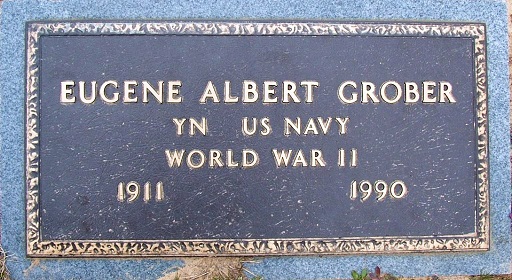 EUGENE ALBERT GROBER
YN US NAVY
WORLD WAR II
1911 1990